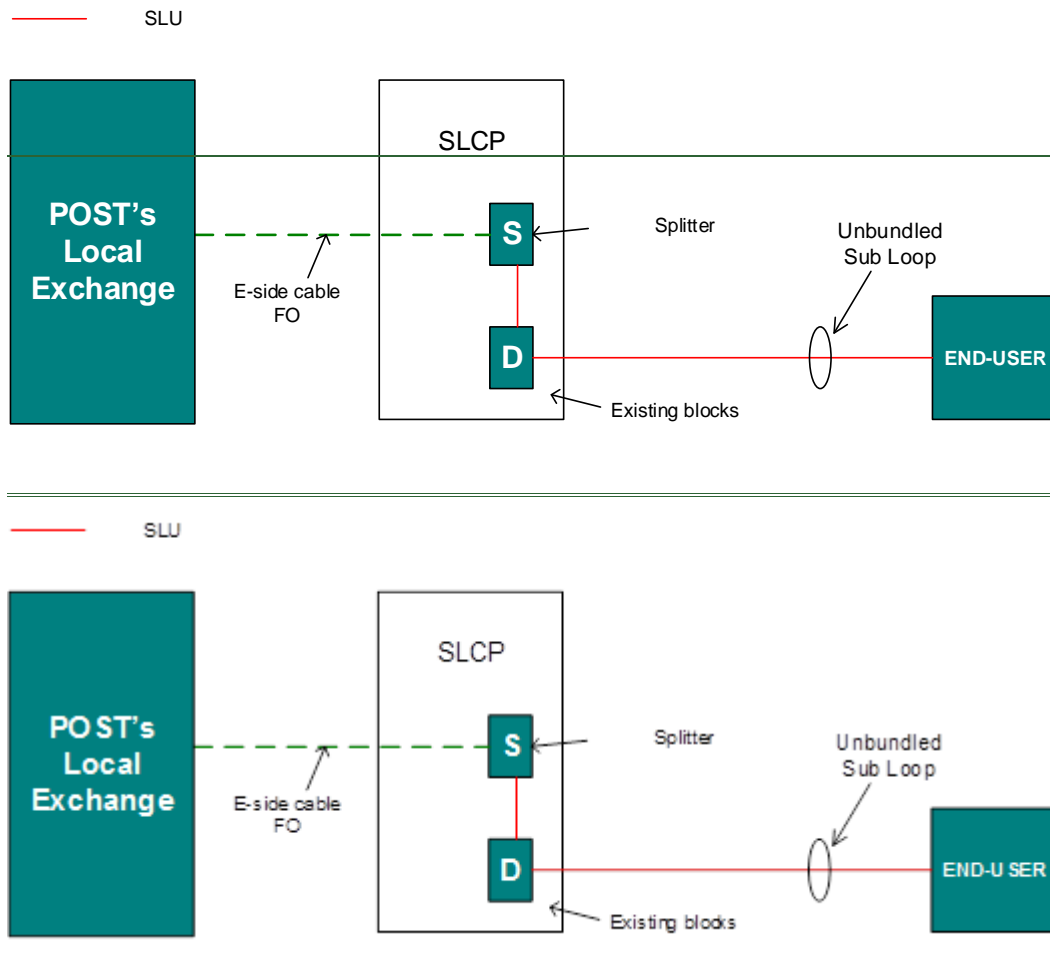 SLU
SLCP
POST's
Local
Exchange
S
Splitter
Unbundled
Sub Loop
E-side cable
FO
D
END-USER
Existing blocks
SLU
SLCP
POST's
Local
Exchange
S
Splitter
Unbundled
Sub Loop
E-side cable
FO
D
END-USER
Existing blocks